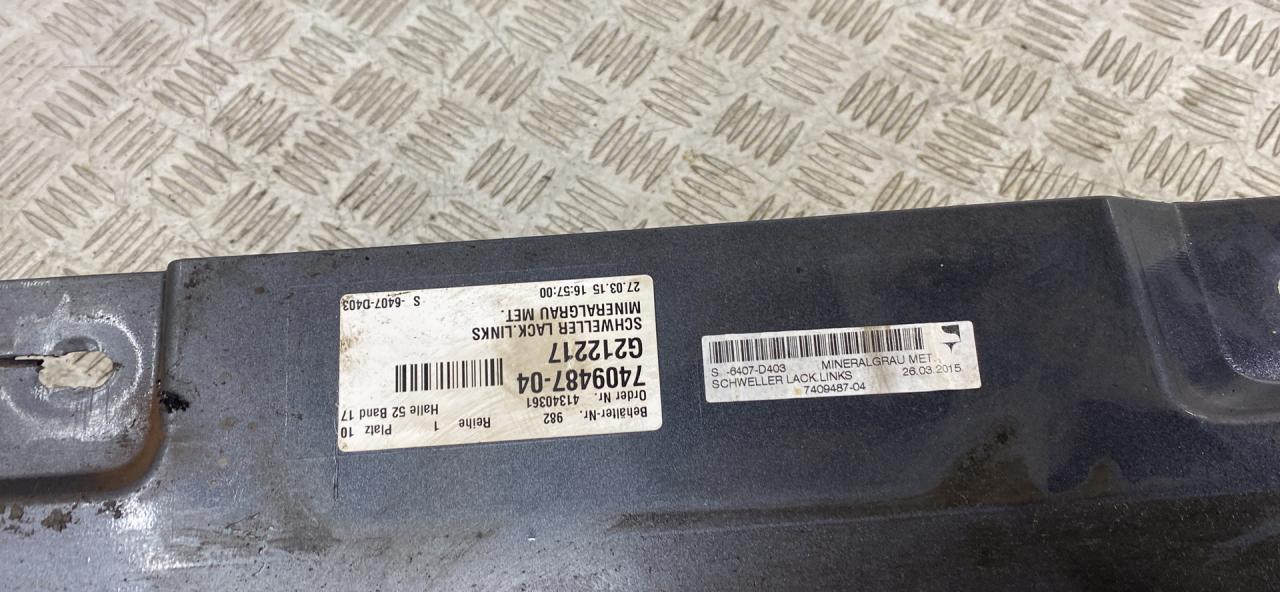 Behälter-Nr. Reihe Platz
982 1 10
Order Nr. 41340361 Halle 52 Band 17
7409487-04
G212217
SCHWELLER LACK.LINKS
MINERALGRAU MET.
27.03.15 16:57:00 S -6407-D403
S -6407-D403 MINERALGRAU MET.
SCHWELLER LACK.LINKS 26.03.2015
7409487-04